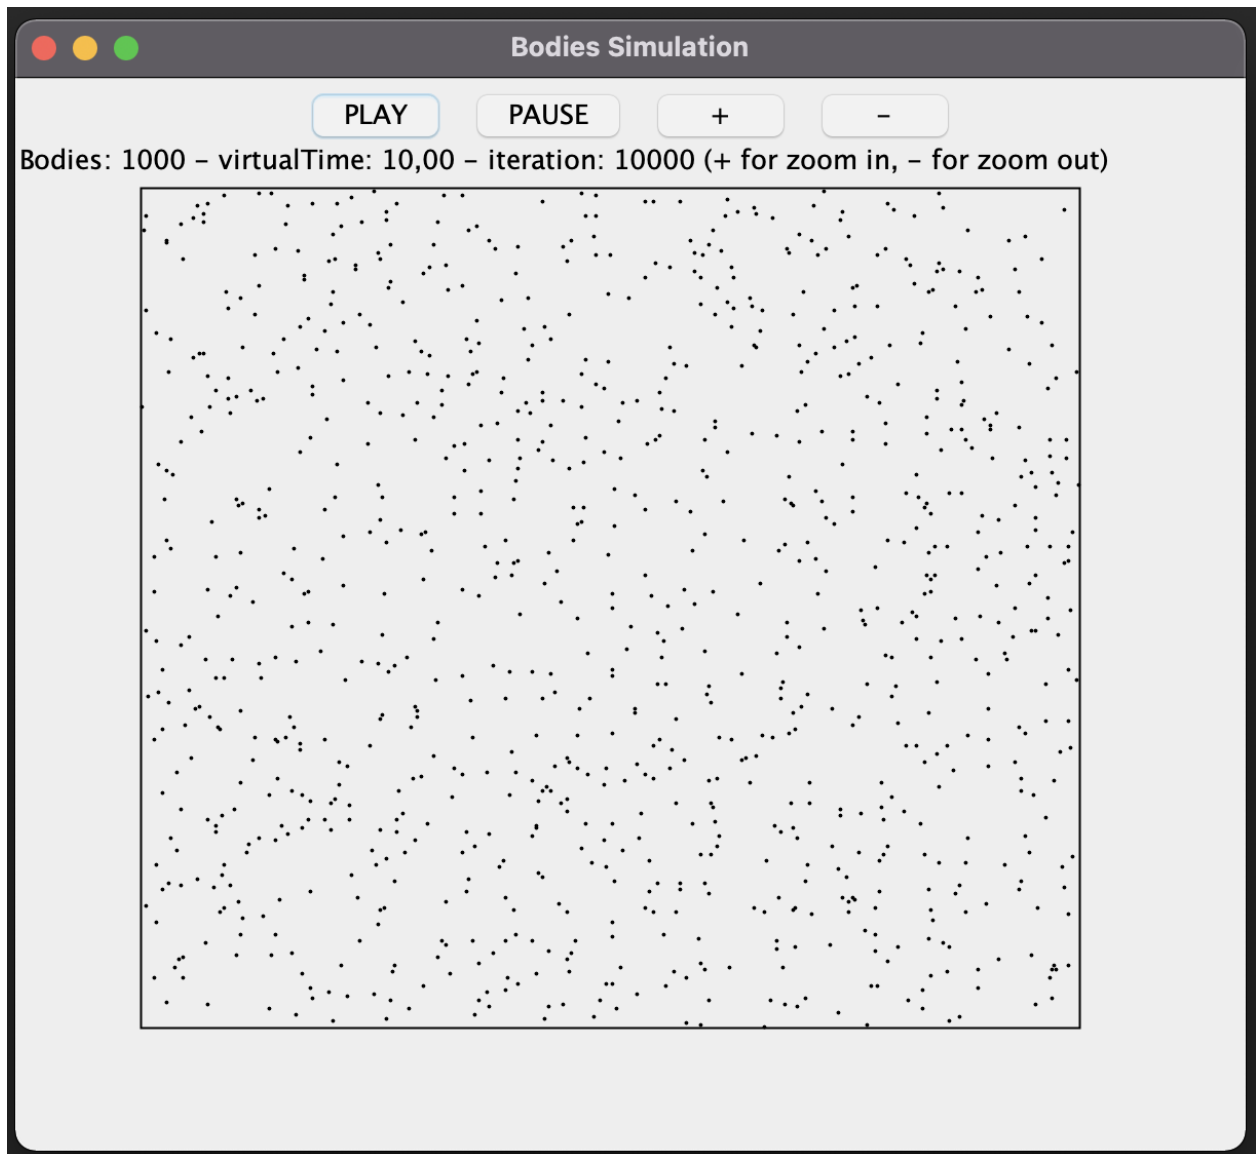 Bodies Simulation
PLAY PAUSE + -
Bodies: 1000 - virtualTime: 10,00 - iteration: 10000 (+ for zoom in, - for zoom out)